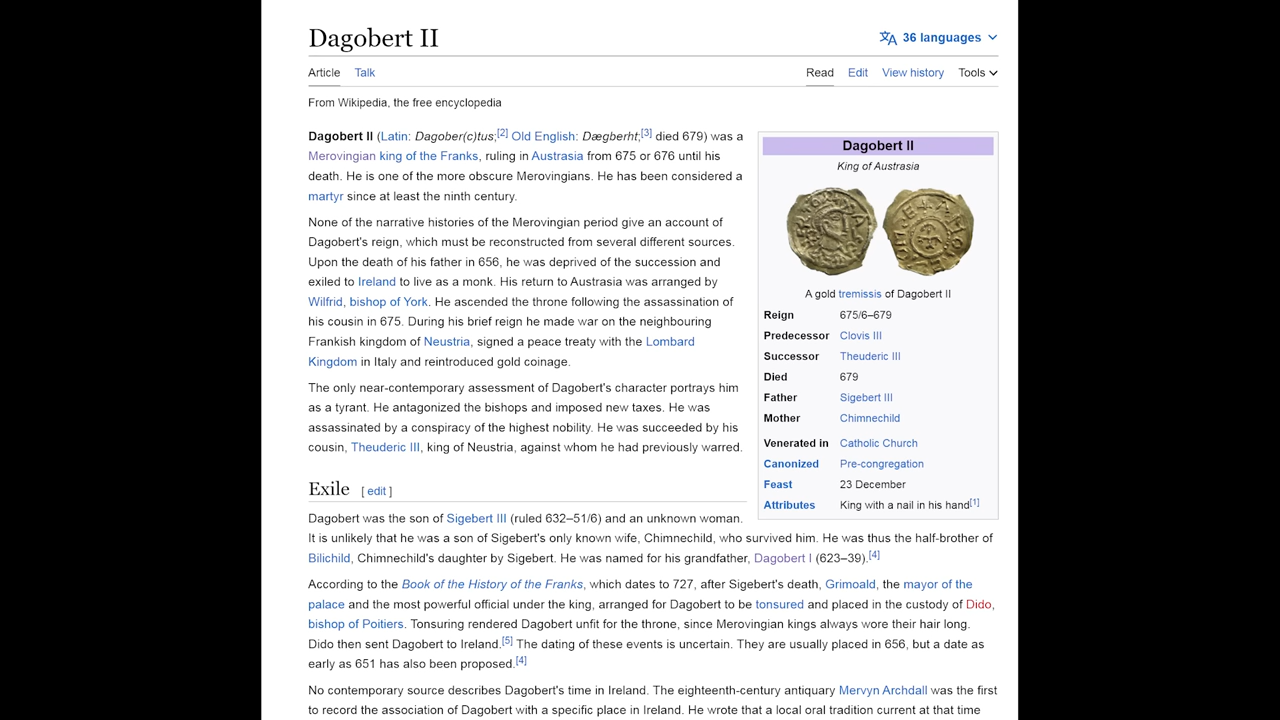 Dagobert II
36 languages
Article Talk Read Edit View history Tools
From Wikipedia, the free encyclopedia
Dagobert II (Latin: Dagober(c)tus;[2] Old English: Dægberht;[3] died 679) was a
Merovingian king of the Franks, ruling in Austrasia from 675 or 676 until his
death. He is one of the more obscure Merovingians. He has been considered a
martyr since at least the ninth century.
None of the narrative histories of the Merovingian period give an account of
Dagobert's reign, which must be reconstructed from several different sources.
Upon the death of his father in 656, he was deprived of the succession and
exiled to Ireland to live as a monk. His return to Austrasia was arranged by
Wilfrid, bishop of York. He ascended the throne following the assassination of
his cousin in 675. During his brief reign he made war on the neighbouring
Frankish kingdom of Neustria, signed a peace treaty with the Lombard
Kingdom in Italy and reintroduced gold coinage.
The only near-contemporary assessment of Dagobert's character portrays him
as a tyrant. He antagonized the bishops and imposed new taxes. He was
assassinated by a conspiracy of the highest nobility. He was succeeded by his
cousin, Theuderic III, king of Neustria, against whom he had previously warred.
Dagobert II
King of Austrasia
A gold tremissis of Dagobert II
Reign 675/6–679
Predecessor Clovis III
Successor Theuderic III
Died 679
Father Sigebert III
Mother Chimnechild
Venerated in Catholic Church
Canonized Pre-congregation
Feast 23 December
Attributes King with a nail in his hand[1]
Exile [ edit ]
Dagobert was the son of Sigebert III (ruled 632–51/6) and an unknown woman.
It is unlikely that he was a son of Sigebert's only known wife, Chimnechild, who survived him. He was thus the half-brother of
Bilichild, Chimnechild's daughter by Sigebert. He was named for his grandfather, Dagobert I (623–39).[4]
According to the Book of the History of the Franks, which dates to 727, after Sigebert's death, Grimoald, the mayor of the
palace and the most powerful official under the king, arranged for Dagobert to be tonsured and placed in the custody of Dido,
bishop of Poitiers. Tonsuring rendered Dagobert unfit for the throne, since Merovingian kings always wore their hair long.
Dido then sent Dagobert to Ireland.[5] The dating of these events is uncertain. They are usually placed in 656, but a date as
early as 651 has also been proposed.[4]
No contemporary source describes Dagobert's time in Ireland. The eighteenth-century antiquary Mervyn Archdall was the first
to record the association of Dagobert with a specific place in Ireland. He wrote that a local oral tradition current at that time